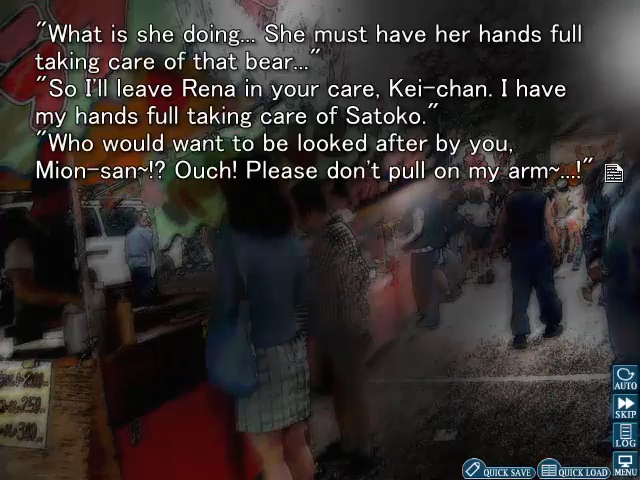 "What is she doing... She must have her hands full
taking care of that bear..."
"So I'll leave Rena in your care, Kei-chan. I have
my hands full taking care of Satoko."
"Who would want to be looked after by you,
Mion-san~!? Ouch! Please don't pull on my arm~...!"
200
250
300
AUTO
SKIP
LOG
MENU
QUICK SAVE
QUICK LOAD